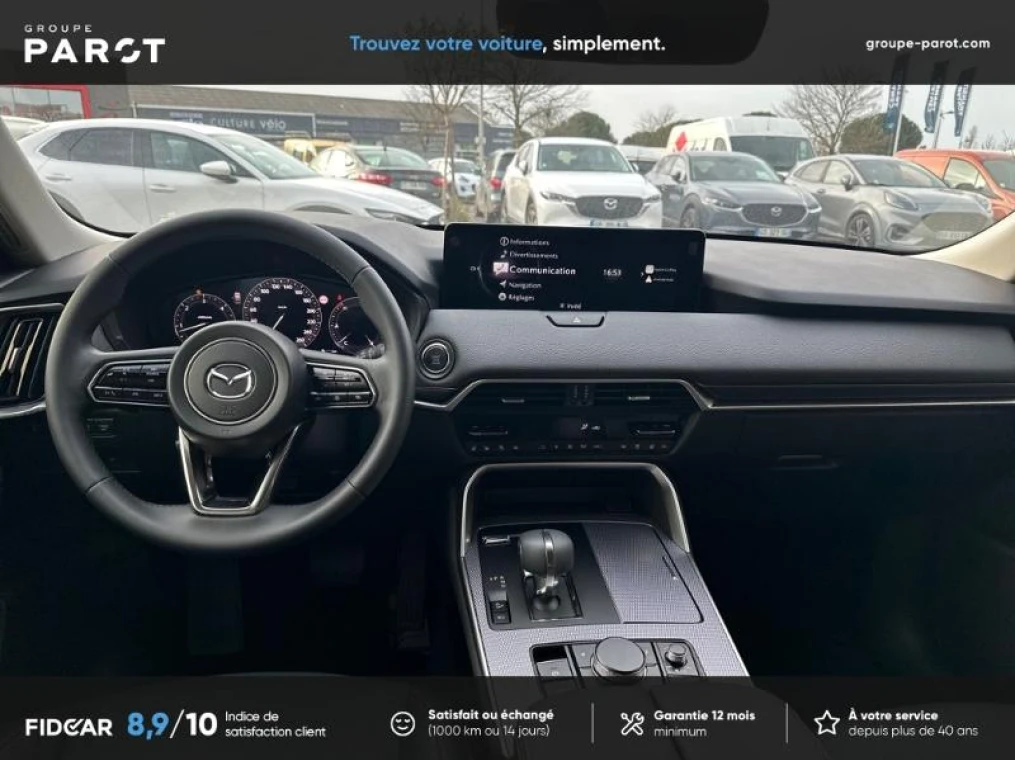 GROUPE
PAROT
Trouvez votre voiture, simplement.
groupe-parot.com
CULTURE vélo
Informations
Divertissements
Communication
16:53
Navigation
Réglages
FIDCAR 8,9/10 Indice de
satisfaction client
Satisfait ou échangé
(1000 km ou 14 jours)
Garantie 12 mois
minimum
À votre service
depuis plus de 40 ans